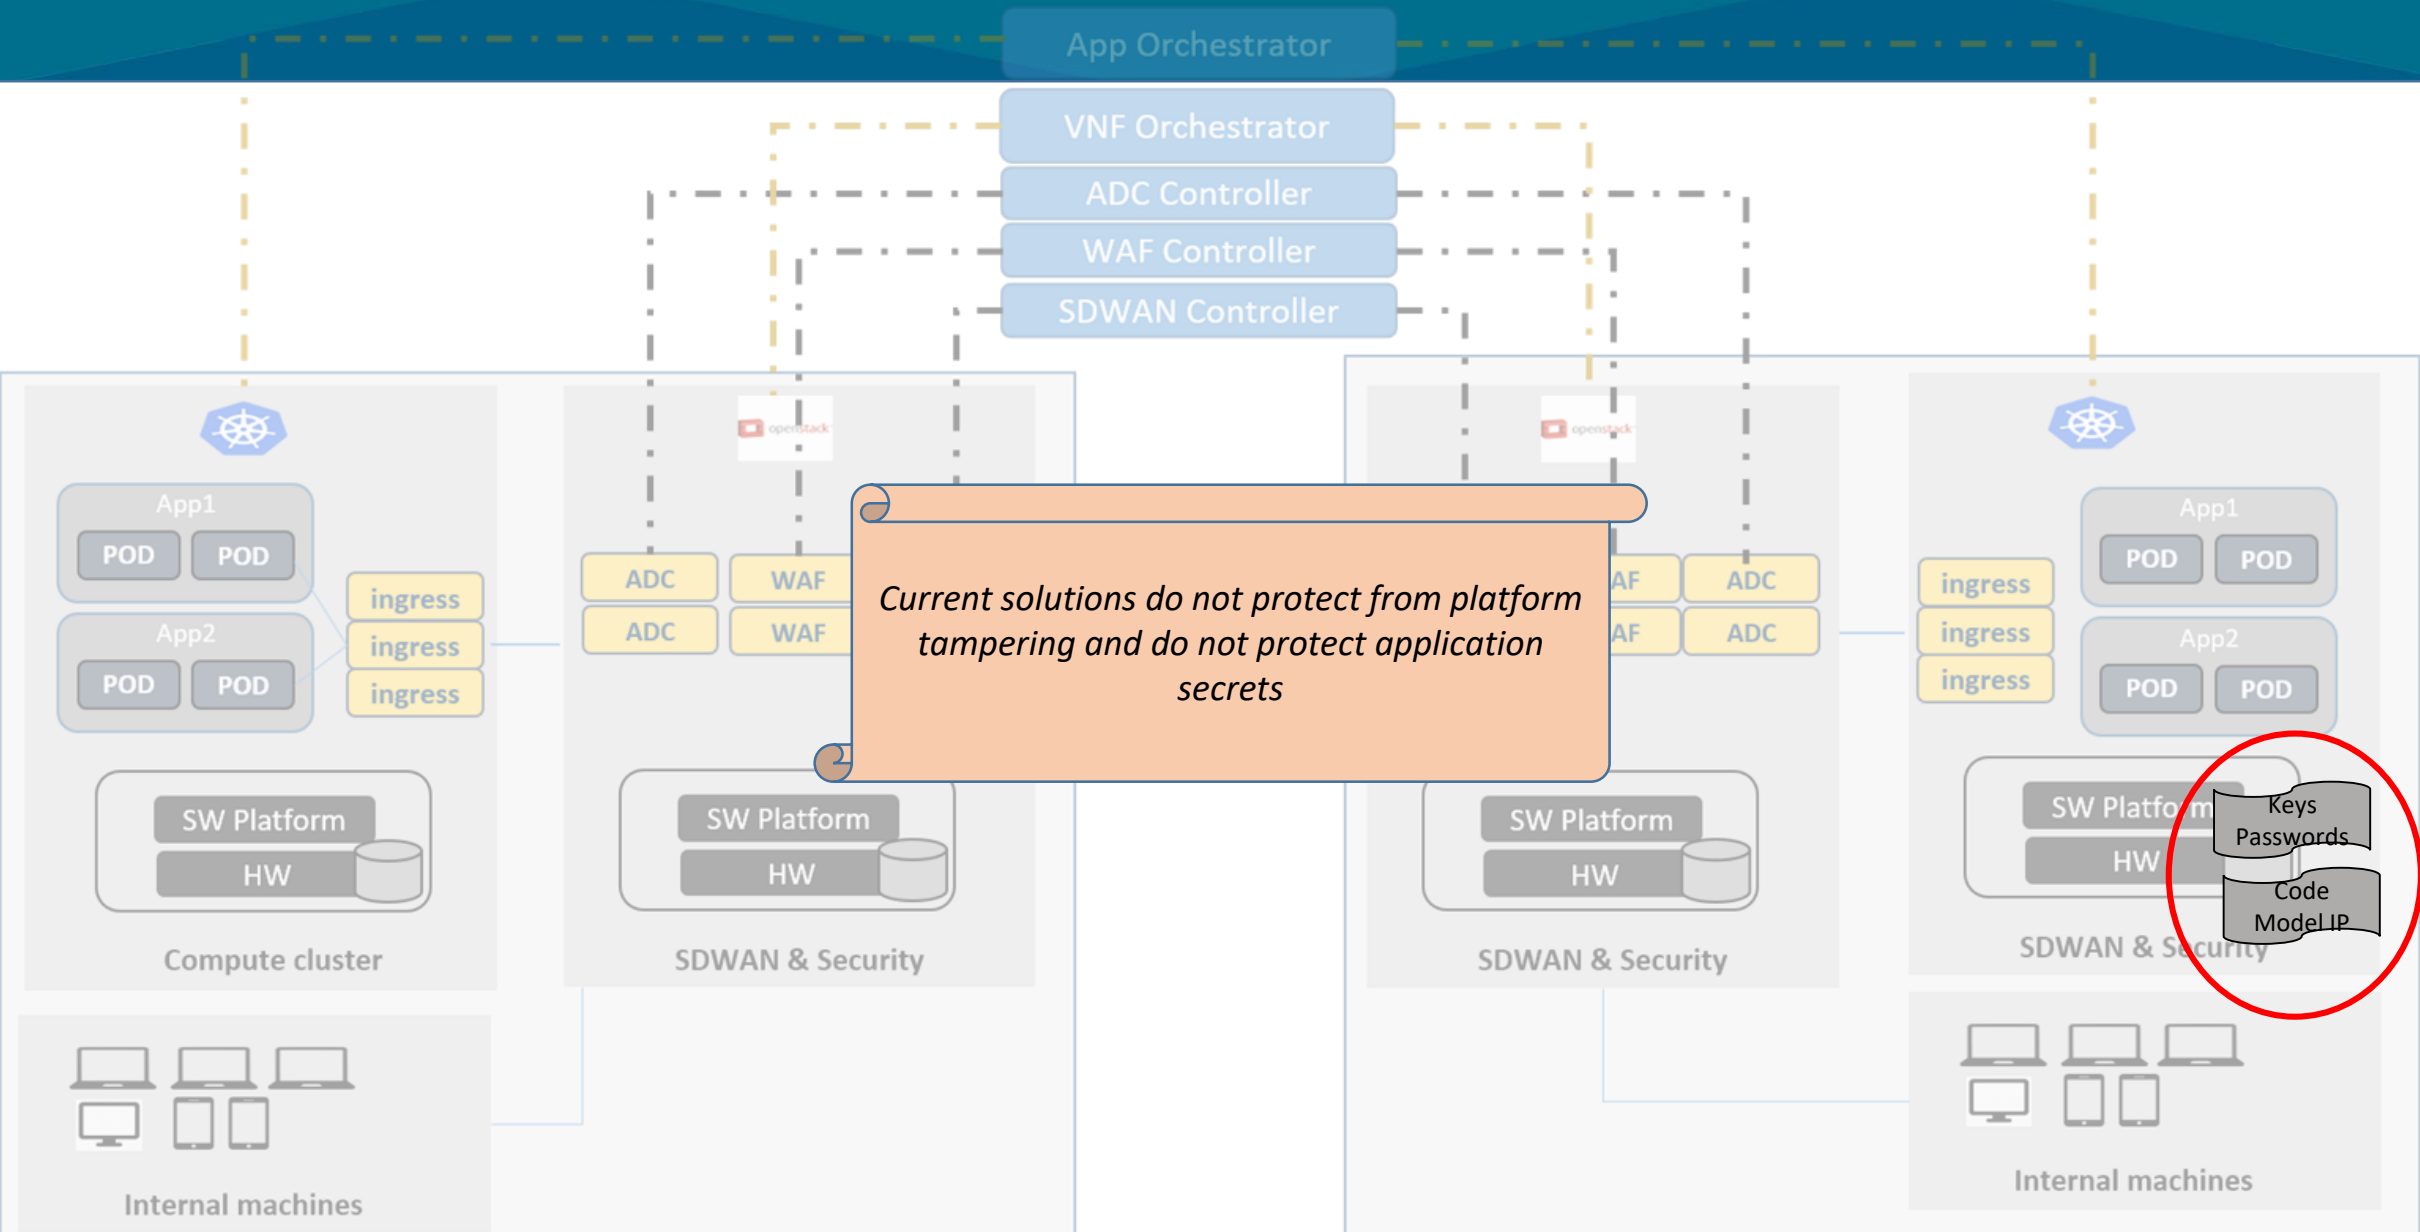 App Orchestrator
VNF Orchestrator
ADC Controller
WAF Controller
SDWAN Controller
openstack
App1
POD POD
App2
POD POD
ingress
ingress
ingress
ADC WAF
ADC WAF
SW Platform
HW
Compute cluster
SW Platform
HW
SDWAN & Security
Internal machines
Current solutions do not protect from platform
tampering and do not protect application
secrets
openstack
AF ADC
AF ADC
ingress
ingress
ingress
App1
POD POD
App2
POD POD
SW Platform
HW
SDWAN & Security
SW Platform
HW
Keys
Passwords
Code
Model IP
SDWAN & Security
Internal machines